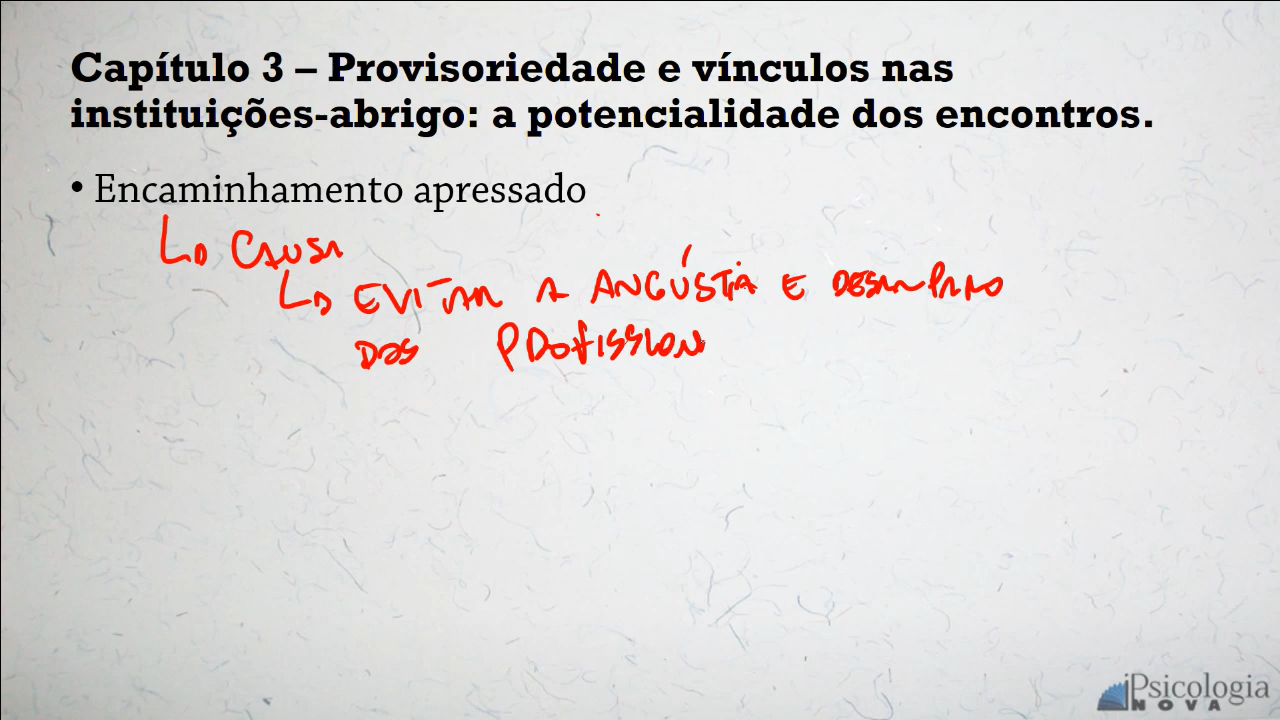 Capítulo 3 – Provisoriedade e vínculos nas
instituições-abrigo: a potencialidade dos encontros.
• Encaminhamento apressado
CAUSA
EVITAR A ANGÚSTIA E DESAMPARO
DOS PROFISSION
Psicologia
NOVA